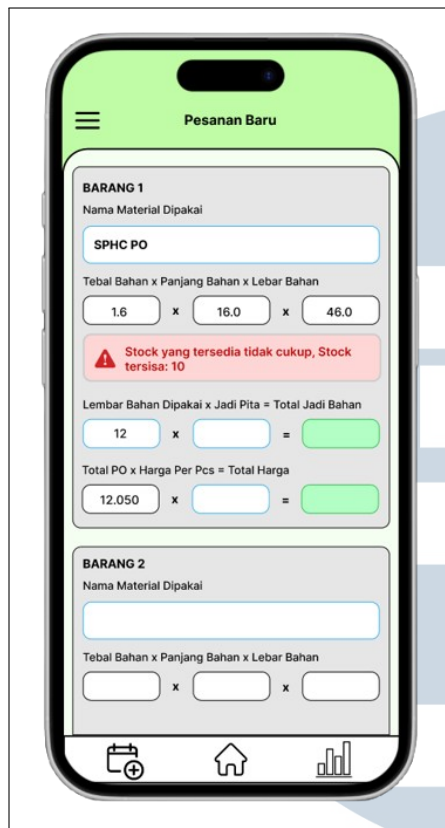 Pesanan Baru
BARANG 1
Nama Material Dipakai
SPHC PO
Tebal Bahan x Panjang Bahan x Lebar Bahan
1.6 x 16.0 x 46.0
Stock yang tersedia tidak cukup, Stock
tersisa: 10
Lembar Bahan Dipakai x Jadi Pita = Total Jadi Bahan
12 x =
Total PO x Harga Per Pcs = Total Harga
12.050 x =
BARANG 2
Nama Material Dipakai
Tebal Bahan x Panjang Bahan x Lebar Bahan
x x